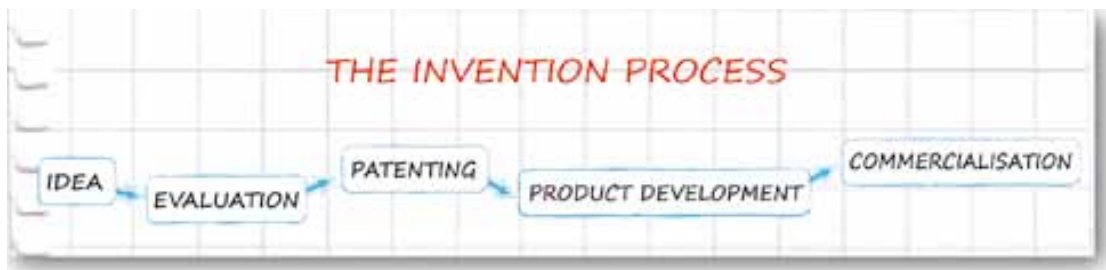 THE INVENTION PROCESS
IDEA
EVALUATION
PATENTING
PRODUCT DEVELOPMENT
COMMERCIALISATION